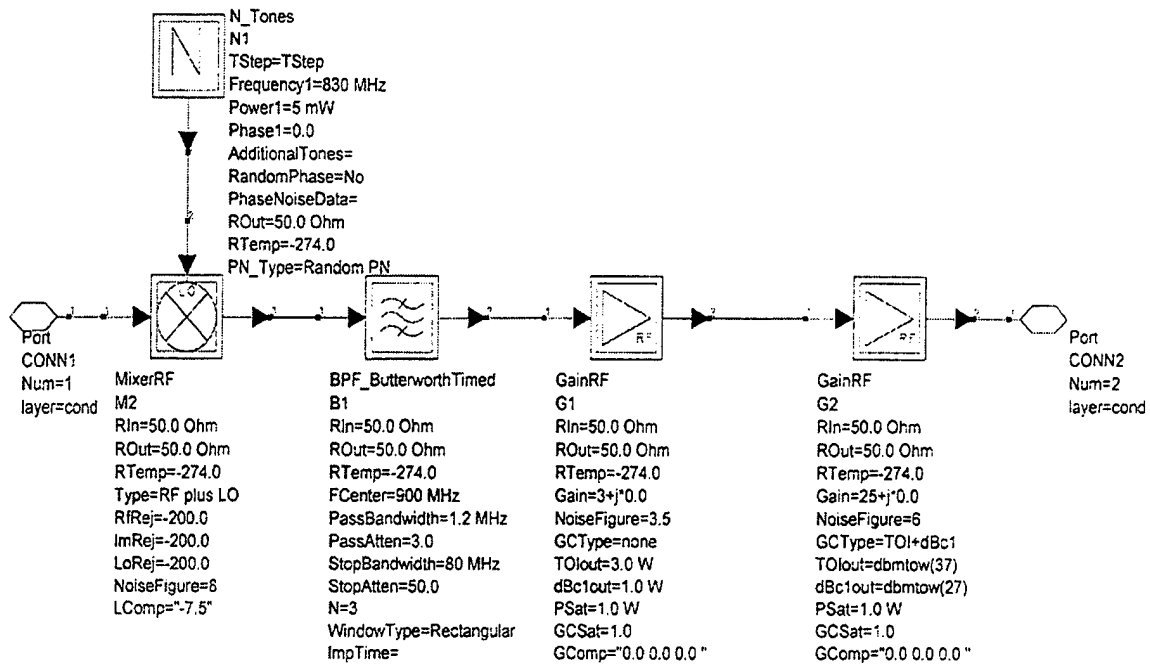 N_Tones
N1
TStep=TStep
Frequency1=830 MHz
Power1=5 mW
Phase1=0.0
AdditionalTones=
RandomPhase=No
PhaseNoiseData=
ROut=50.0 Ohm
RTemp=-274.0
PN_Type=Random PN
LO
RF
RF
Port
CONN1
Num=1
layer=cond
MixerRF
M2
RIn=50.0 Ohm
ROut=50.0 Ohm
RTemp=-274.0
Type=RF plus LO
RfRej=-200.0
ImRej=-200.0
LoRej=-200.0
LComp="-7.5"
BPF_ButterworthTimed
B1
RIn=50.0 Ohm
ROut=50.0 Ohm
RTemp=-274.0
FCenter=900 MHz
PassBandwidth=1.2 MHz
PassAtten=3.0
StopBandwidth=80 MHz
StopAtten=50.0
N=3
WindowType=Rectangular
ImpTime=
GainRF
G1
RIn=50.0 Ohm
ROut=50.0 Ohm
RTemp=-274.0
Gain=3+j*0.0
NoiseFigure=3.5
GCType=none
TOIout=3.0 W
dBc1out=1.0 W
PSat=1.0 W
GCSat=1.0
GComp="0.0 0.0 0.0 "
GainRF
G2
RIn=50.0 Ohm
ROut=50.0 Ohm
RTemp=-274.0
Gain=25+j*0.0
NoiseFigure=6
GCType=TOI+dBc1
TOIout=dbmtow(37)
dBc1out=dbmtow(27)
PSat=1.0 W
GCSat=1.0
GComp="0.0 0.0 0.0 "
Port
CONN2
Num=2
layer=cond